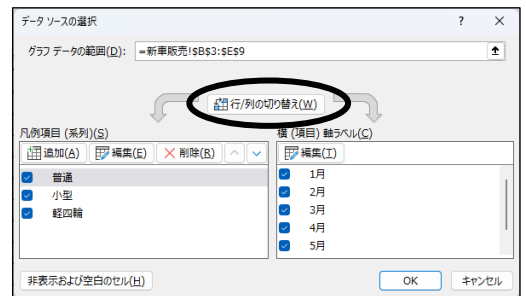 データ ソースの選択 ? ×
グラフ データの範囲(D): =新車販売!$B$3:$E$9
行/列の切り替え(W)
凡例項目 (系列)(S)
追加(A) 編集(E) × 削除(R)
普通
小型
軽四輪
横 (項目) 軸ラベル(C)
編集(T)
1月
2月
3月
4月
5月
非表示および空白のセル(H) OK キャンセル